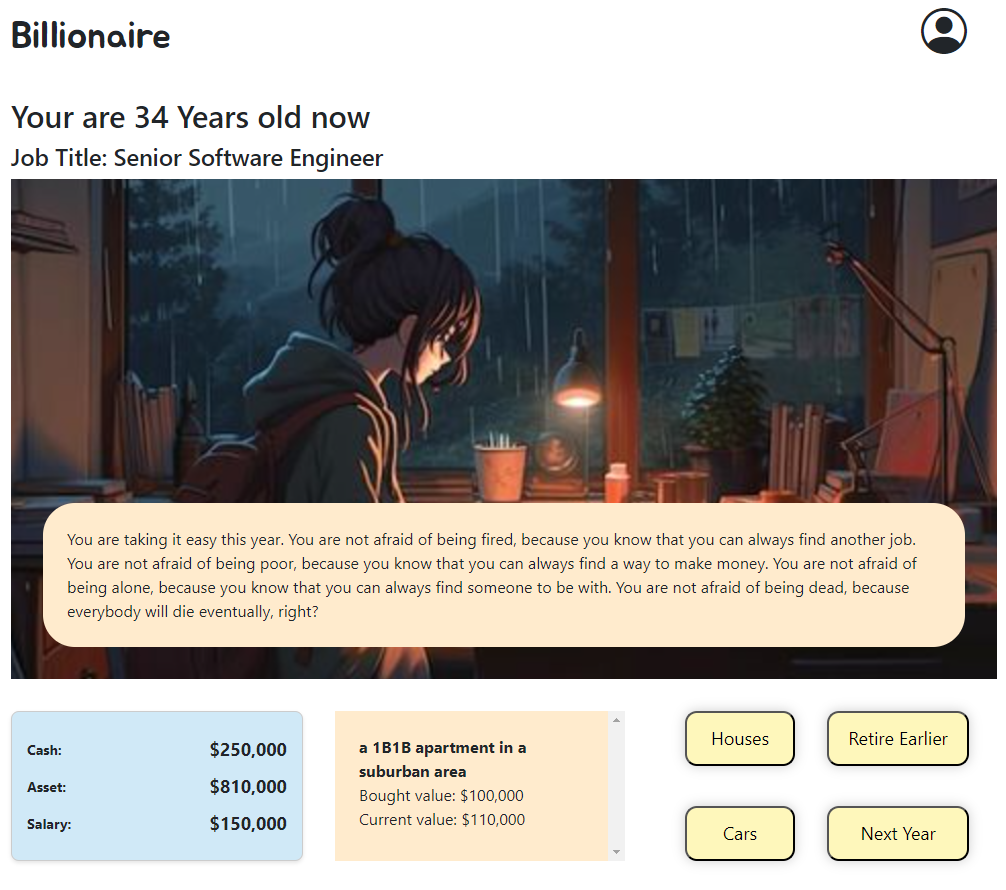 Billionaire
Your are 34 Years old now
Job Title: Senior Software Engineer
You are taking it easy this year. You are not afraid of being fired, because you know that you can always find another job.
You are not afraid of being poor, because you know that you can always find a way to make money. You are not afraid of
being alone, because you know that you can always find someone to be with. You are not afraid of being dead, because
everybody will die eventually, right?
Cash: $250,000
Asset: $810,000
Salary: $150,000
a 1B1B apartment in a
suburban area
Bought value: $100,000
Current value: $110,000
Houses
Retire Earlier
Cars
Next Year